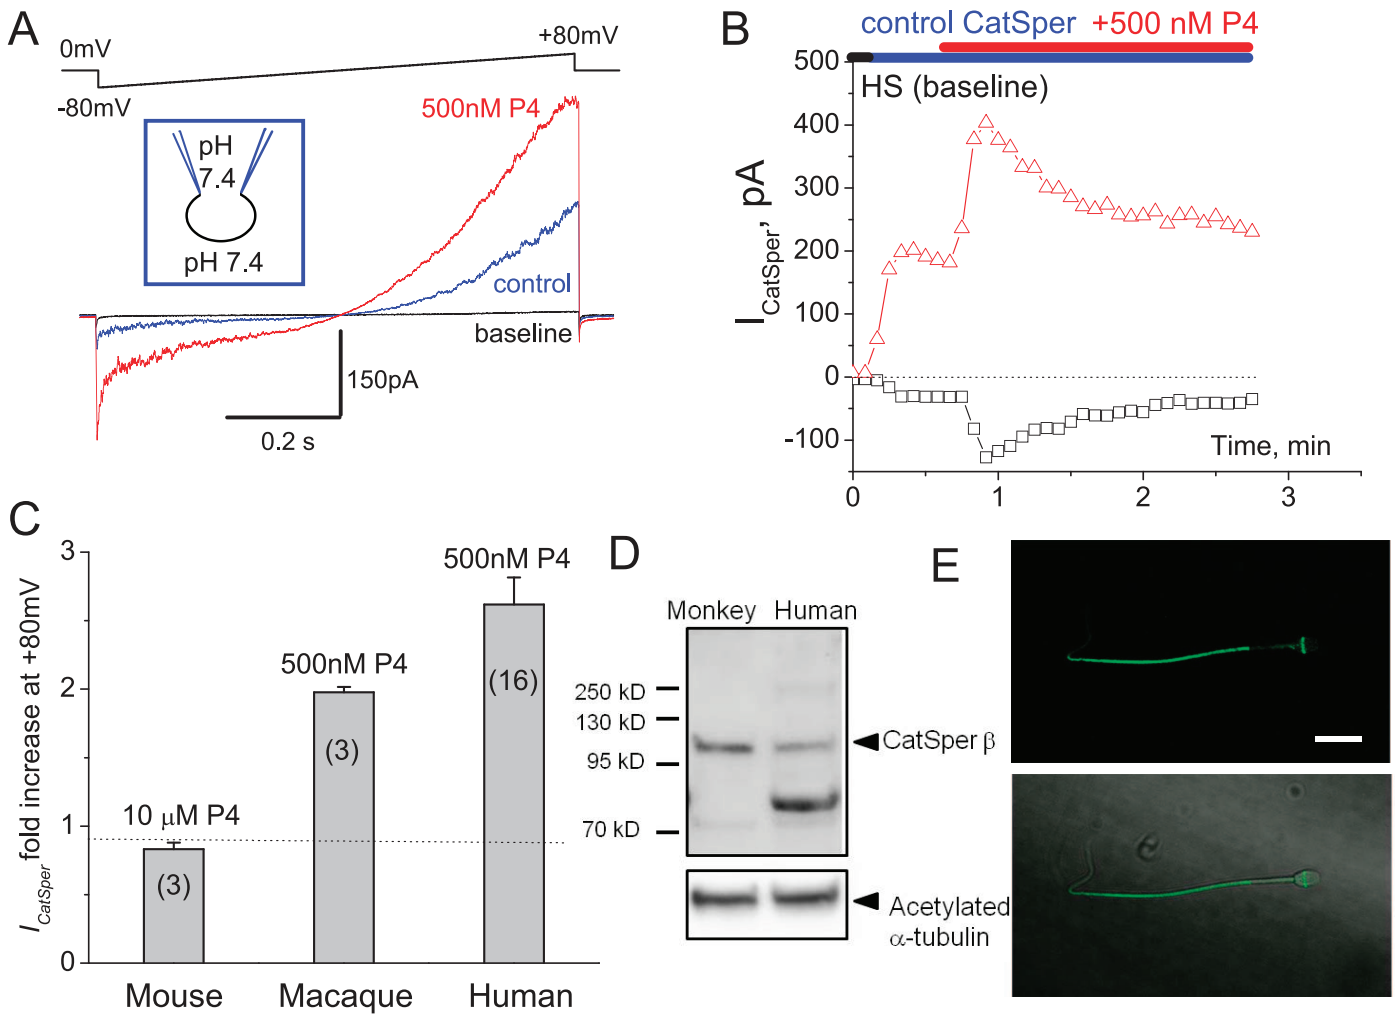 A
0mV
+80mV
-80mV
500nM P4
pH
7.4
pH 7.4
control
baseline
150pA
0.2 s
B
control CatSper +500 nM P4
HS (baseline)
I CatSper, pA
500
400
300
200
100
0
-100
Time, min
0 1 2 3
C
I CatSper fold increase at +80mV
3
2
1
0
10 μM P4
(3)
500nM P4
(3)
500nM P4
(16)
Mouse Macaque Human
D
Monkey Human
250 kD
130 kD
95 kD
70 kD
CatSper β
Acetylated
α-tubulin
E